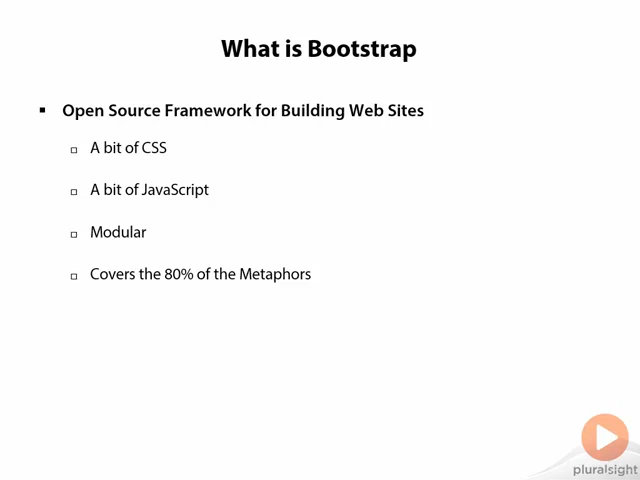 What is Bootstrap
Open Source Framework for Building Web Sites
A bit of CSS
A bit of JavaScript
Modular
Covers the 80% of the Metaphors
pluralsight